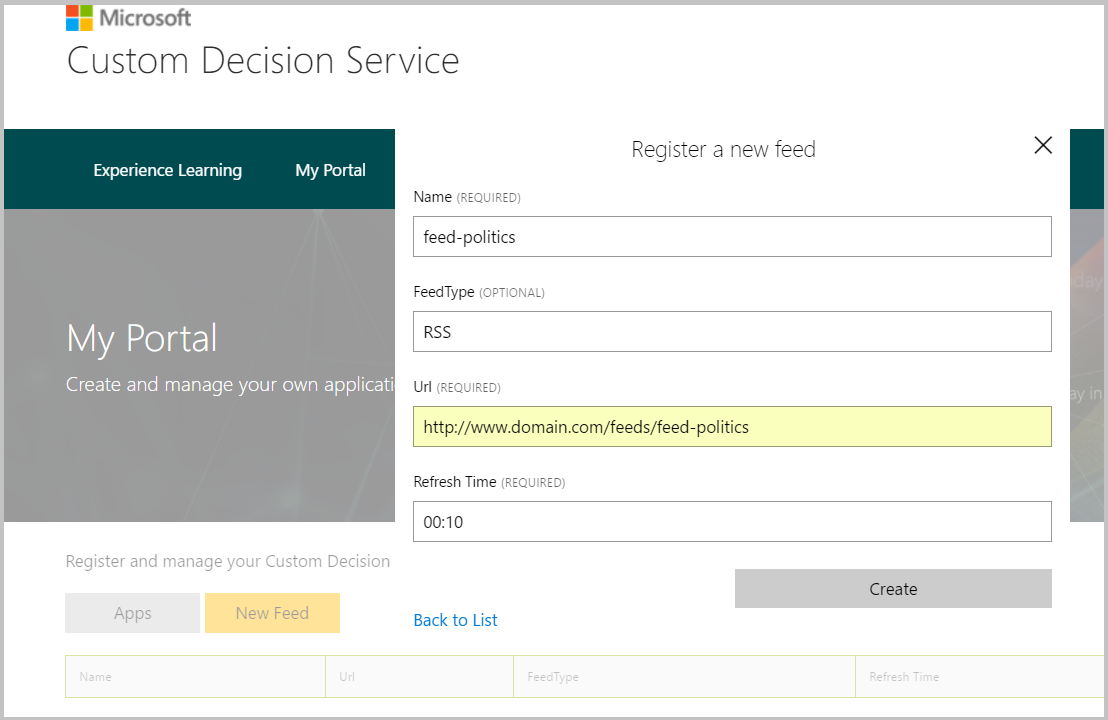 Microsoft
Custom Decision Service
Experience Learning
My Portal
Register a new feed
Name (REQUIRED)
feed-politics
FeedType (OPTIONAL)
RSS
Url (REQUIRED)
http://www.domain.com/feeds/feed-politics
Refresh Time (REQUIRED)
00:10
Create
Back to List
My Portal
Create and manage your own applicati
day
ay in
Register and manage your Custom Decision
Apps
New Feed
Name
Url
FeedType
Refresh Time